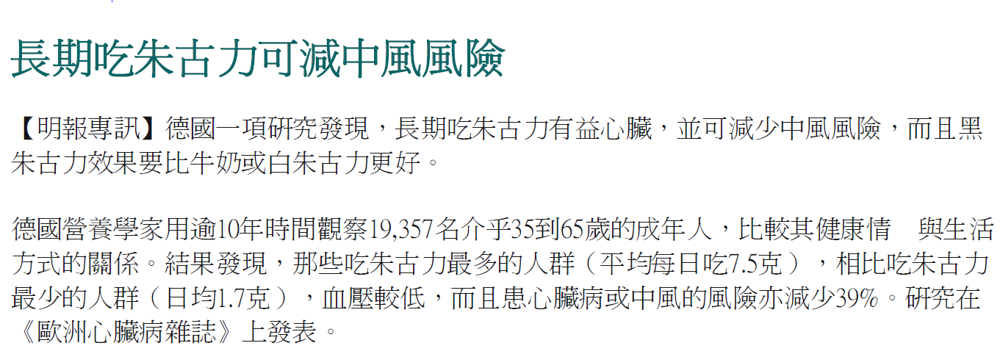 長期吃朱古力可減中風風險
【明報專訊】德國一項研究發現，長期吃朱古力有益心臟，並可減少中風風險，而且黑
朱古力效果要比牛奶或白朱古力更好。
德國營養學家用逾10年時間觀察19,357名介乎35到65歲的成年人，比較其健康情　與生活
方式的關係。結果發現，那些吃朱古力最多的人群（平均每日吃7.5克），相比吃朱古力
最少的人群（日均1.7克），血壓較低，而且患心臟病或中風的風險亦減少39%。研究在
《歐洲心臟病雜誌》上發表。